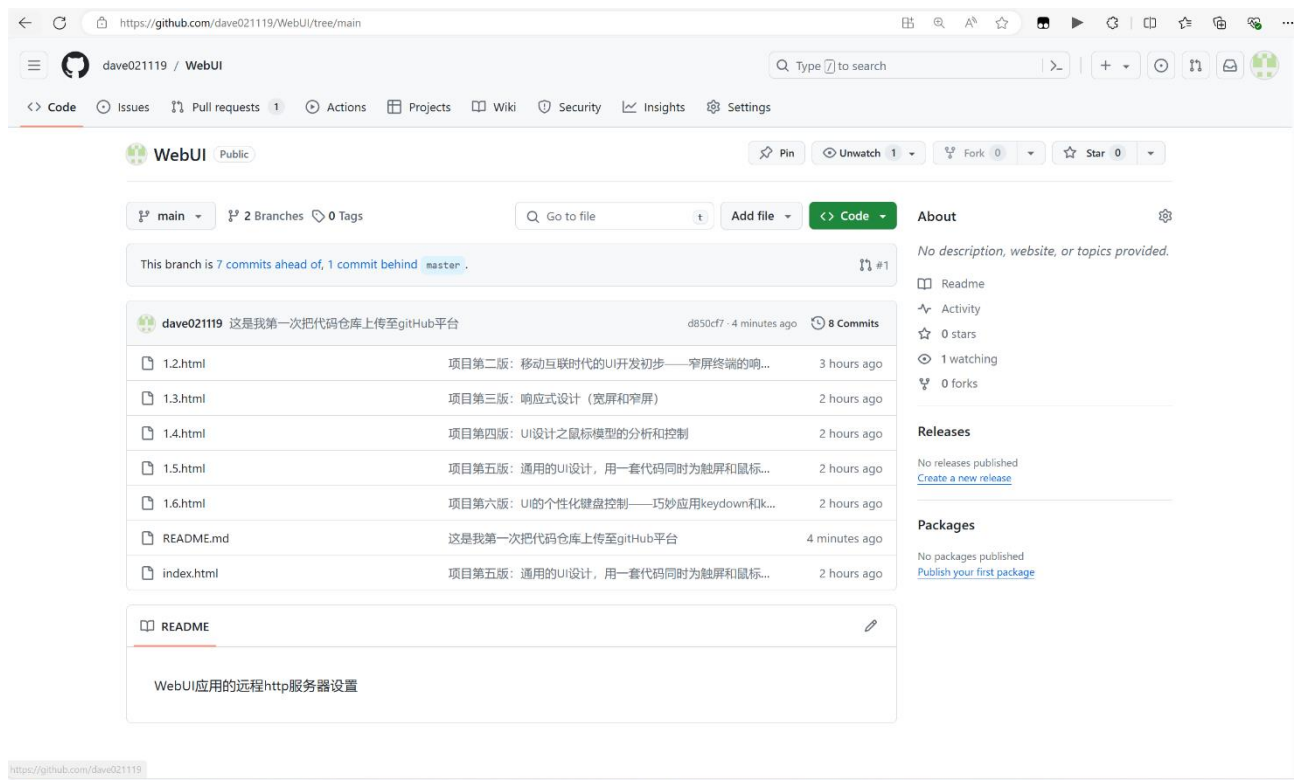 https://github.com/dave021119/WebUI/tree/main
dave021119 / WebUI
Type / to search
Code Issues Pull requests 1 Actions Projects Wiki Security Insights Settings
WebUI Public
Pin Unwatch 1 Fork 0 Star 0
main 2 Branches 0 Tags Go to file t Add file Code
About
No description, website, or topics provided.
This branch is 7 commits ahead of, 1 commit behind master .
#1
Readme
Activity
0 stars
1 watching
0 forks
dave021119 这是我第一次把代码仓库上传至gitHub平台 d850cf7 · 4 minutes ago 8 Commits
1.2.html 项目第二版：移动互联时代的UI开发初步——窄屏终端的响... 3 hours ago
1.3.html 项目第三版：响应式设计（宽屏和窄屏） 2 hours ago
1.4.html 项目第四版：UI设计之鼠标模型的分析和控制 2 hours ago
1.5.html 项目第五版：通用的UI设计，用一套代码同时为触屏和鼠标... 2 hours ago
1.6.html 项目第六版：UI的个性化键盘控制——巧妙应用keydown和k... 2 hours ago
README.md 这是我第一次把代码仓库上传至gitHub平台 4 minutes ago
index.html 项目第五版：通用的UI设计，用一套代码同时为触屏和鼠标... 2 hours ago
Releases
No releases published
Create a new release
Packages
No packages published
Publish your first package
README
WebUI应用的远程http服务器设置
https://github.com/dave021119